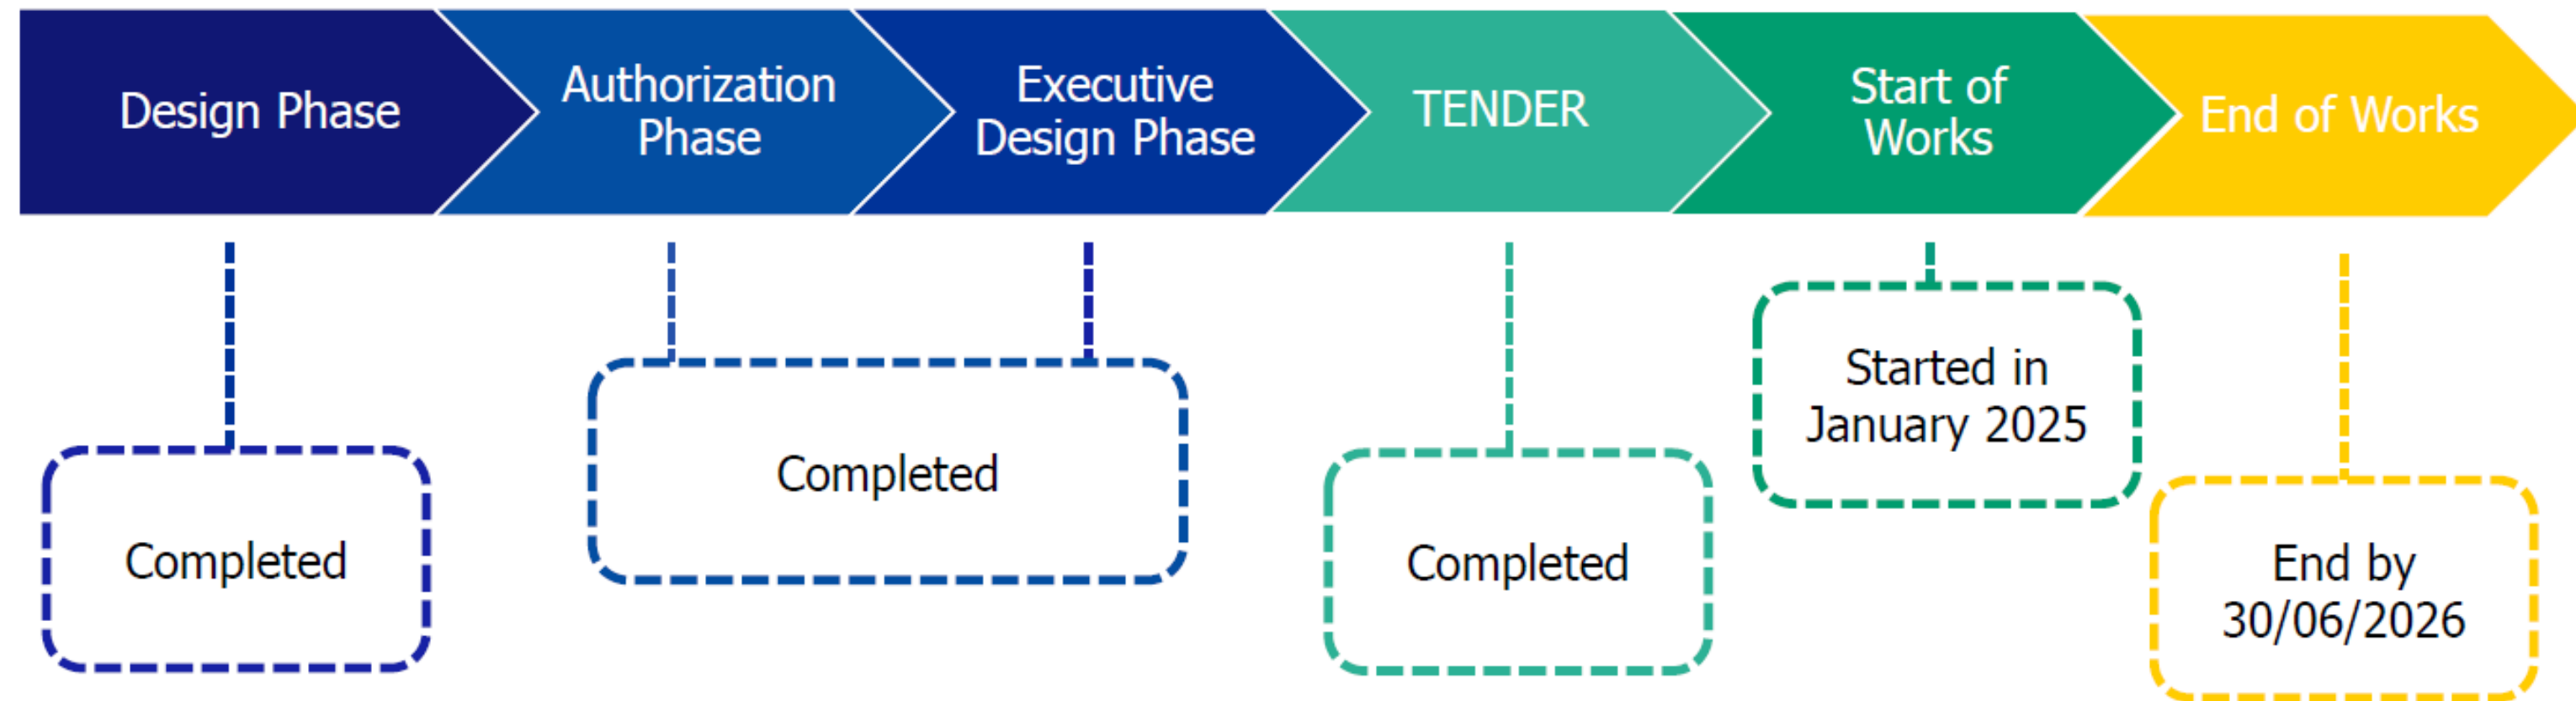 Design Phase
Authorization
Phase
Executive
Design Phase
TENDER
Start of
Works
End of Works
Completed
Completed
Completed
Started in
January 2025
End by
30/06/2026